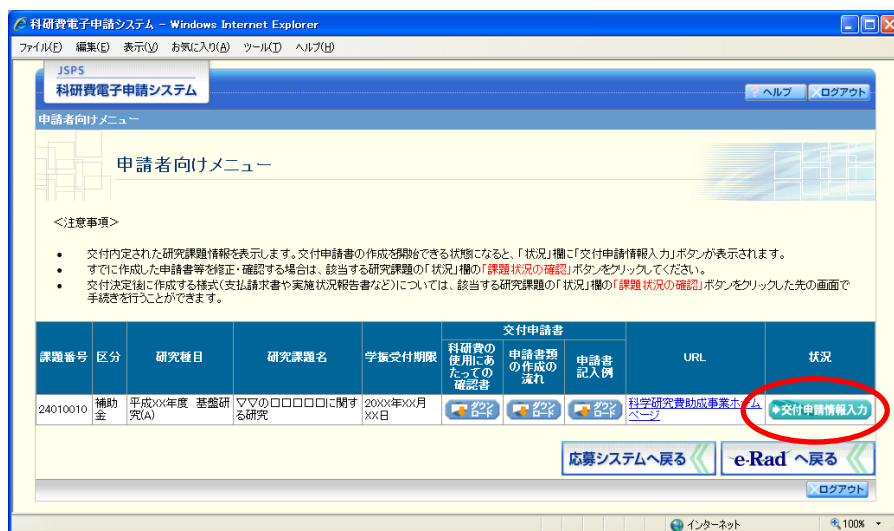 科研費電子申請システム - Windows Internet Explorer
ファイル(F) 編集(E) 表示(V) お気に入り(A) ツール(T) ヘルプ(H)
JSPS
科研費電子申請システム
? ヘルプ ログアウト
申請者向けメニュー
申請者向けメニュー
<注意事項>
• 交付内定された研究課題情報を表示します。交付申請書の作成を開始できる状態になると、「状況」欄に「交付申請情報入力」ボタンが表示されます。
• すでに作成した申請書等を修正・確認する場合は、該当する研究課題の「状況」欄の「課題状況の確認」ボタンをクリックしてください。
• 交付決定後に作成する様式(支払請求書や実施状況報告書など)については、該当する研究課題の「状況」欄の「課題状況の確認」ボタンをクリックした先の画面で
手続きを行うことができます。
交付申請書
課題番号 区分 研究種目 研究課題名 学振受付期限 科研費の使用にあたっての確認書 申請書類の作成の流れ 申請書記入例 URL 状況
24010010 補助金 平成XX年度 基盤研究(A) ▽▽の□□□□□に関する研究 20XX年XX月XX日 科学研究費助成事業ホームページ 交付申請情報入力
応募システムへ戻る e-Rad へ戻る
ログアウト
インターネット 100%